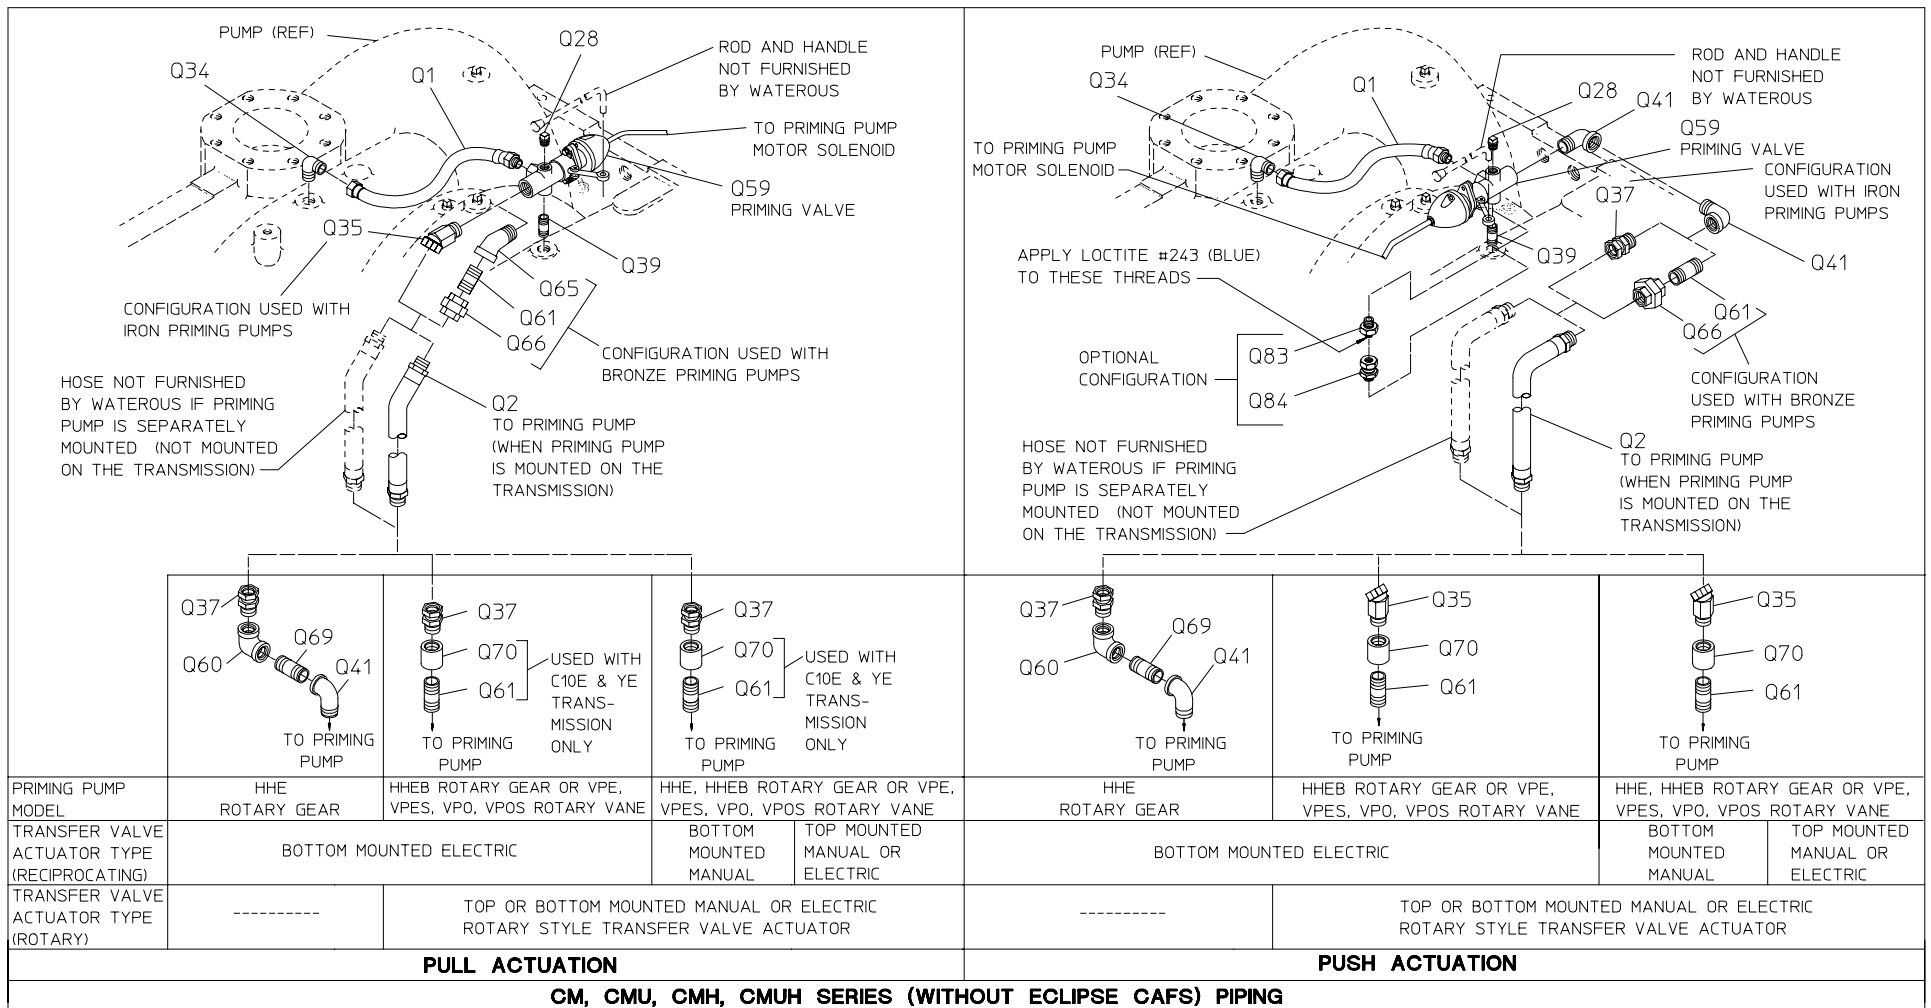 PUMP (REF)
Q28
ROD AND HANDLE
NOT FURNISHED
BY WATEROUS
Q34
Q1
TO PRIMING PUMP
MOTOR SOLENOID
Q59
PRIMING VALVE
Q35
Q39
Q65
Q61
Q66
CONFIGURATION USED WITH
IRON PRIMING PUMPS
CONFIGURATION USED WITH
BRONZE PRIMING PUMPS
HOSE NOT FURNISHED
BY WATEROUS IF PRIMING
PUMP IS SEPARATELY
MOUNTED (NOT MOUNTED
ON THE TRANSMISSION)
Q2
TO PRIMING PUMP
(WHEN PRIMING PUMP
IS MOUNTED ON THE
TRANSMISSION)
Q37
Q69
Q60
Q41
TO PRIMING
PUMP
Q37
Q70
Q61
USED WITH
C10E & YE
TRANS-
MISSION
ONLY
TO PRIMING
PUMP
Q37
Q70
Q61
USED WITH
C10E & YE
TRANS-
MISSION
ONLY
TO PRIMING
PUMP
PUMP (REF)
ROD AND HANDLE
NOT FURNISHED
BY WATEROUS
Q34
Q1
Q28
Q41
Q59
PRIMING VALVE
TO PRIMING PUMP
MOTOR SOLENOID
CONFIGURATION
USED WITH IRON
PRIMING PUMPS
Q37
Q39
Q41
APPLY LOCTITE #243 (BLUE)
TO THESE THREADS
Q61
Q66
OPTIONAL
CONFIGURATION
Q83
Q84
CONFIGURATION
USED WITH BRONZE
PRIMING PUMPS
HOSE NOT FURNISHED
BY WATEROUS IF PRIMING
PUMP IS SEPARATELY
MOUNTED (NOT MOUNTED
ON THE TRANSMISSION)
Q2
TO PRIMING PUMP
(WHEN PRIMING PUMP
IS MOUNTED ON THE
TRANSMISSION)
Q37
Q69
Q60
Q41
TO PRIMING
PUMP
Q35
Q70
Q61
TO PRIMING
PUMP
Q35
Q70
Q61
TO PRIMING
PUMP
PRIMING PUMP
MODEL
HHE
ROTARY GEAR
HHEB ROTARY GEAR OR VPE,
VPES, VPO, VPOS ROTARY VANE
HHE, HHEB ROTARY GEAR OR VPE,
VPES, VPO, VPOS ROTARY VANE
HHE
ROTARY GEAR
HHEB ROTARY GEAR OR VPE,
VPES, VPO, VPOS ROTARY VANE
HHE, HHEB ROTARY GEAR OR VPE,
VPES, VPO, VPOS ROTARY VANE
TRANSFER VALVE
ACTUATOR TYPE
(RECIPROCATING)
BOTTOM MOUNTED ELECTRIC
BOTTOM
MOUNTED
MANUAL
TOP MOUNTED
MANUAL OR
ELECTRIC
BOTTOM MOUNTED ELECTRIC
BOTTOM
MOUNTED
MANUAL
TOP MOUNTED
MANUAL OR
ELECTRIC
TRANSFER VALVE
ACTUATOR TYPE
(ROTARY)
----------
TOP OR BOTTOM MOUNTED MANUAL OR ELECTRIC
ROTARY STYLE TRANSFER VALVE ACTUATOR
----------
TOP OR BOTTOM MOUNTED MANUAL OR ELECTRIC
ROTARY STYLE TRANSFER VALVE ACTUATOR
PULL ACTUATION
PUSH ACTUATION
CM, CMU, CMH, CMUH SERIES (WITHOUT ECLIPSE CAFS) PIPING